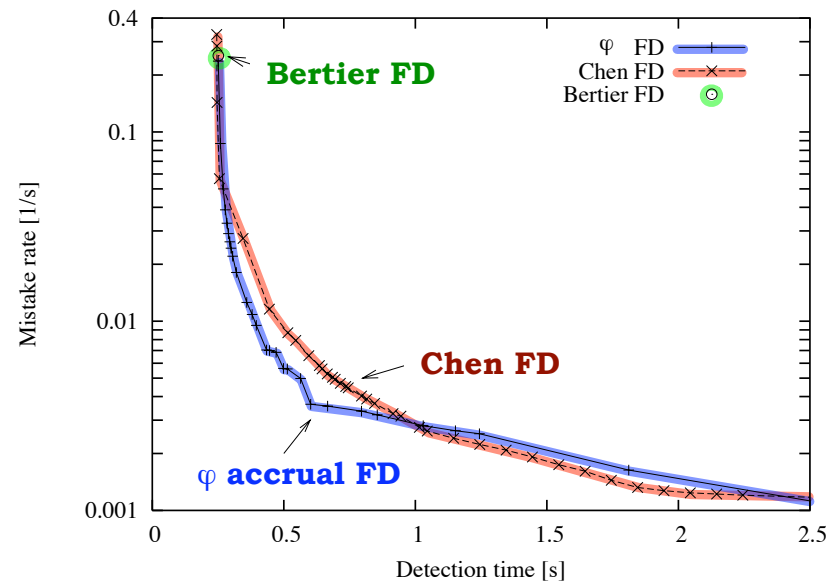 0.4
0.1
0.01
0.001
Mistake rate [1/s]
φ FD
Chen FD
Bertier FD
Bertier FD
Chen FD
φ accrual FD
0
0.5
1
1.5
2
2.5
Detection time [s]